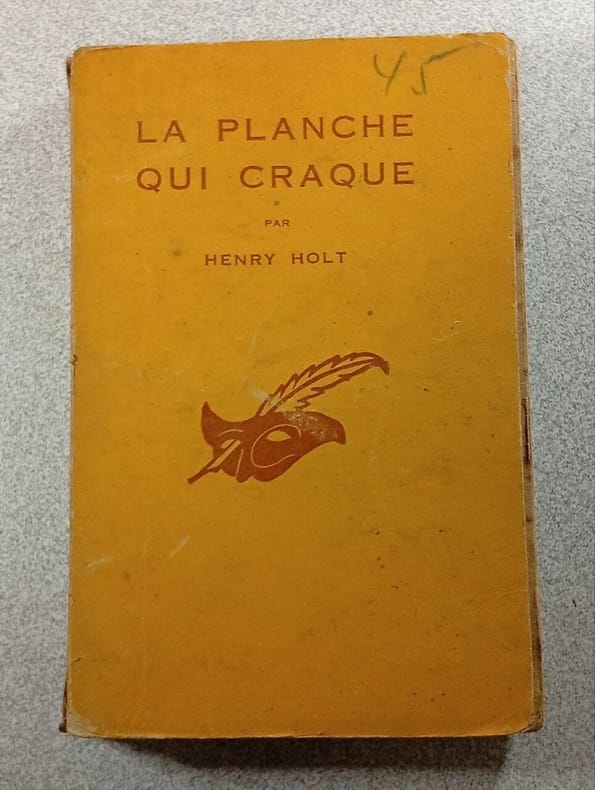 45
LA PLANCHE
QUI CRAQUE
PAR
HENRY HOLT